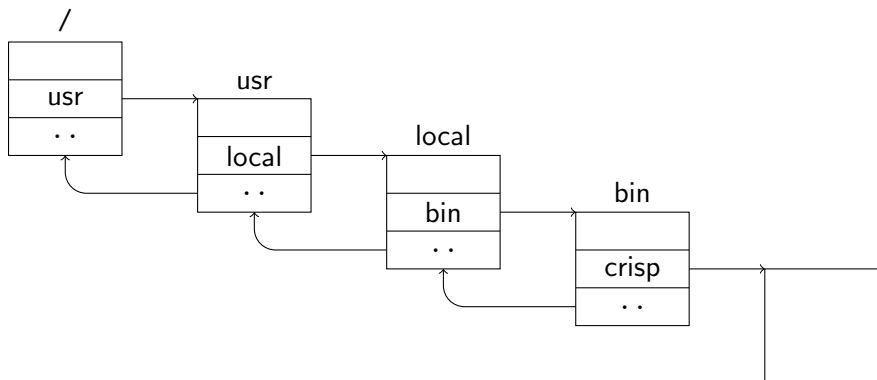 /
usr
. .
usr
local
. .
local
bin
. .
bin
crisp
. .